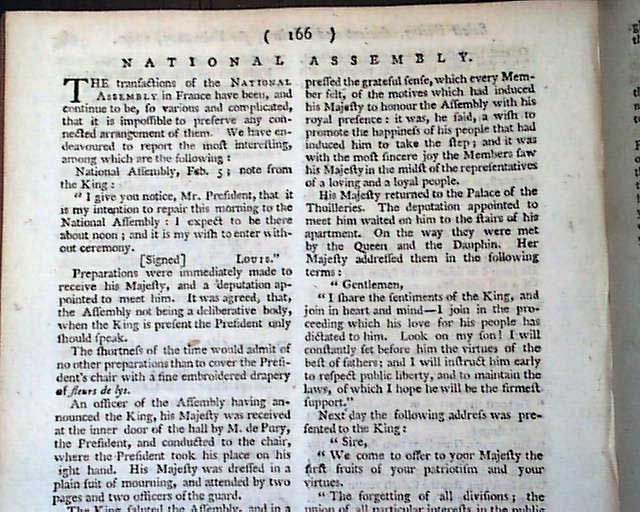 ( 166 )
NATIONAL ASSEMBLY.
THE tranſactions of the NATIONAL
ASSEMBLY in France have been, and
continue to be, ſo various and complicated,
that it is impoſſible to preſerve any con-
nected arrangement of them. We have en-
deavoured to report the moſt intereſting,
among which are the following :
National Aſſembly, Feb. 5; note from
the King:
“ I give you notice, Mr. Preſident, that it
is my intention to repair this morning to the
National Aſſembly : I expect to be there
about noon ; and it is my wiſh to enter with-
out ceremony.
[Signed] LOUIS.”
Preparations were immediately made to
receive his Majeſty, and a deputation ap-
pointed to meet him. It was agreed, that,
the Aſſembly not being a deliberative body,
when the King is preſent the Preſident only
ſhould ſpeak.
The ſhortneſs of the time would admit of
no other preparations than to cover the Preſi-
dent's chair with a fine embroidered drapery
of fleurs de lys.
An officer of the Aſſembly having an-
nounced the King, his Majeſty was received
at the inner door of the hall by M. de Pury,
the Preſident, and conducted to the chair,
where the Preſident took his place on his
ight hand. His Majeſty was dreſſed in a
plain ſuit of mourning, and attended by two
pages and two officers of the guard.
The King ſaluted the Aſſembly, and in a
preſſed the grateful ſenſe, which every Mem-
ber felt, of the motives which had induced
his Majeſty to honour the Aſſembly with his
royal preſence : it was, he ſaid, a wiſh to
promote the happineſs of his people that had
induced him to take the ſtep; and it was
with the moſt ſincere joy the Members ſaw
his Majeſty in the midſt of the repreſentatives
of a loving and a loyal people.
His Majeſty returned to the Palace of the
Thuilleries. The deputation appointed to
meet him waited on him to the ſtairs of his
apartment. On the way they were met
by the Queen and the Dauphin. Her
Majeſty addreſſed them in the following
terms :
“ Gentlemen,
“ I ſhare the ſentiments of the King, and
join in heart and mind—I join in the pro-
ceeding which his love for his people has
dictated to him. Look on my ſon! I will
conſtantly ſet before him the virtues of the
beſt of fathers; and I will inſtruct him early
to reſpect public liberty, and to maintain the
laws, of which I hope he will be the firmeſt
ſupport.”
Next day the following addreſs was pre-
ſented to the King:
“ Sire,
“ We come to offer to your Majeſty the
firſt fruits of your patriotiſm and your
virtues.
“ The forgetting of all diviſions; the
union of all particular intereſts in the public